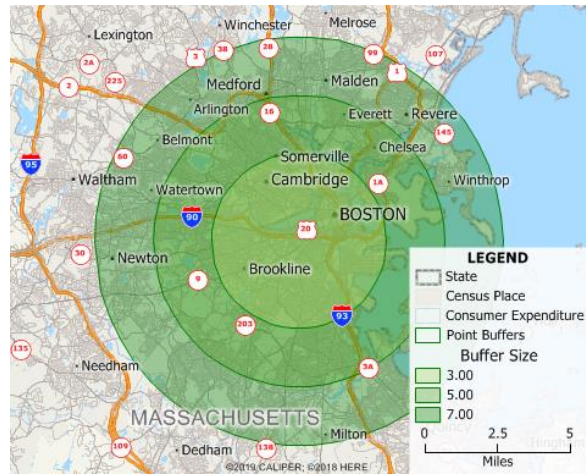 Winchester
Melrose
Lexington
38
28
99
107
3
2A
1
2
225
Medford
Malden
Arlington
16
Everett
Revere
145
Belmont
Chelsea
60
Somerville
95
Waltham
Watertown
Cambridge
1A
Winthrop
90
BOSTON
20
30
Newton
9
Brookline
LEGEND
State
Census Place
Consumer Expenditure
Point Buffers
Buffer Size
3.00
5.00
7.00
93
203
135
Needham
3A
MASSACHUSETTS
Quincy
0 2.5 5
Miles
Milton
Hingham
109
Dedham
138
©2019 CALIPER; ©2018 HERE